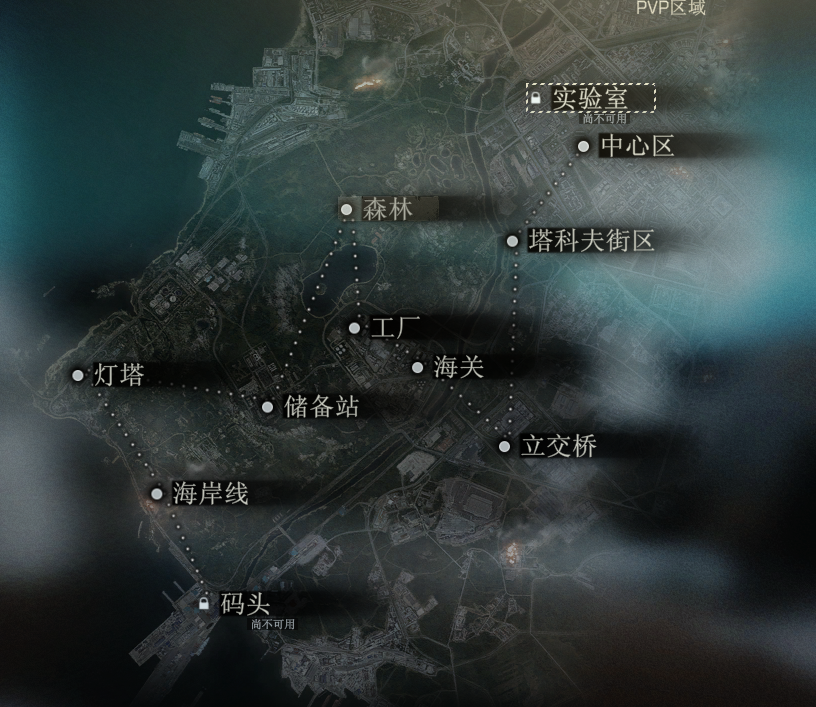 PVP区域
实验室
尚不可用
中心区
森林
塔科夫街区
工厂
海关
灯塔
储备站
立交桥
海岸线
码头
尚不可用